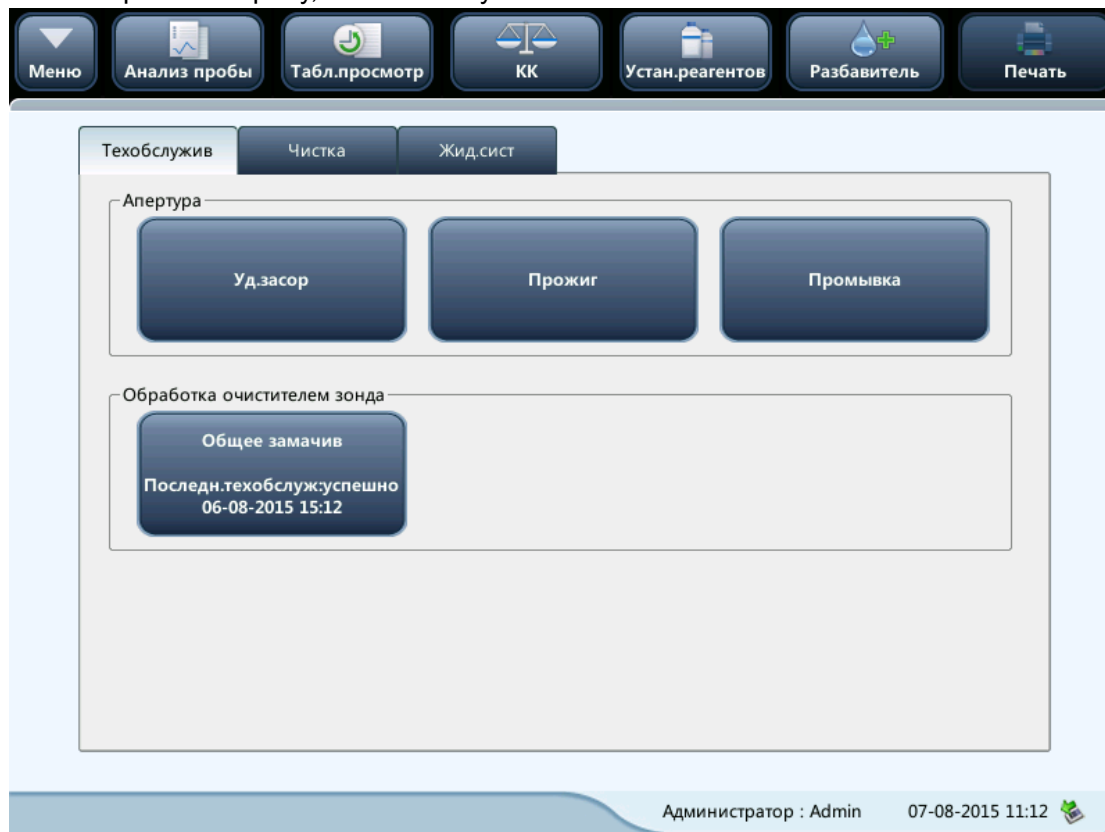 Меню
Анализ пробы
Табл.просмотр
КК
Устан.реагентов
Разбавитель
Печать
Техобслужив
Чистка
Жид.сист
Апертура
Уд.засор
Прожиг
Промывка
Обработка очистителем зонда
Общее замачив
Последн.техобслуж:успешно
06-08-2015 15:12
Администратор : Admin
07-08-2015 11:12